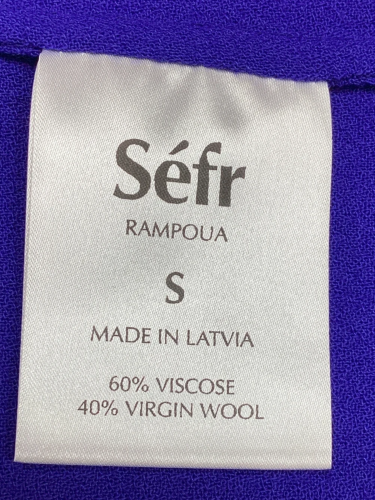 Séfr
RAMPOUA
S
MADE IN LATVIA
60% VISCOSE
40% VIRGIN WOOL